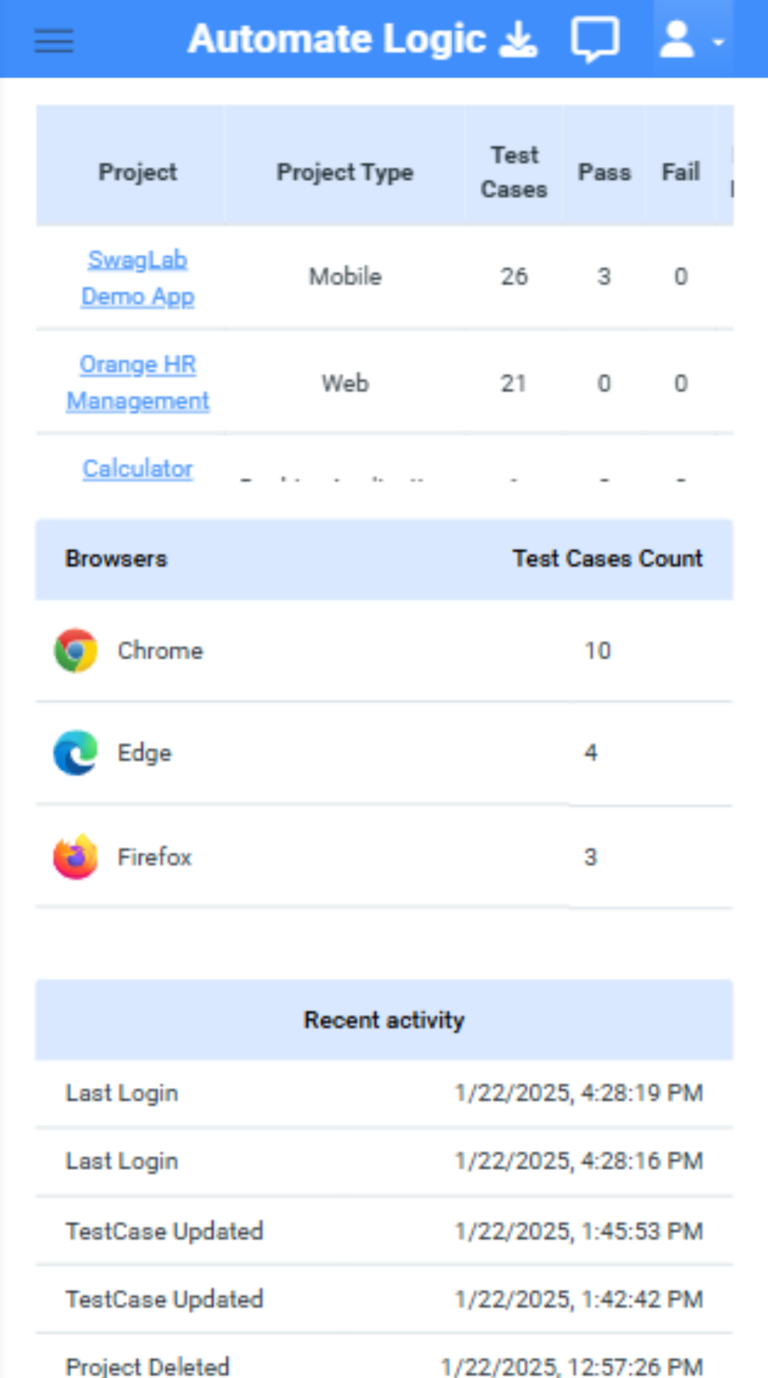 Automate Logic
Project Project Type Test Cases Pass Fail
SwagLab Demo App Mobile 26 3 0
Orange HR Management Web 21 0 0
Calculator
Browsers Test Cases Count
Chrome 10
Edge 4
Firefox 3
Recent activity
Last Login 1/22/2025, 4:28:19 PM
Last Login 1/22/2025, 4:28:16 PM
TestCase Updated 1/22/2025, 1:45:53 PM
TestCase Updated 1/22/2025, 1:42:42 PM
Project Deleted 1/22/2025, 12:57:26 PM